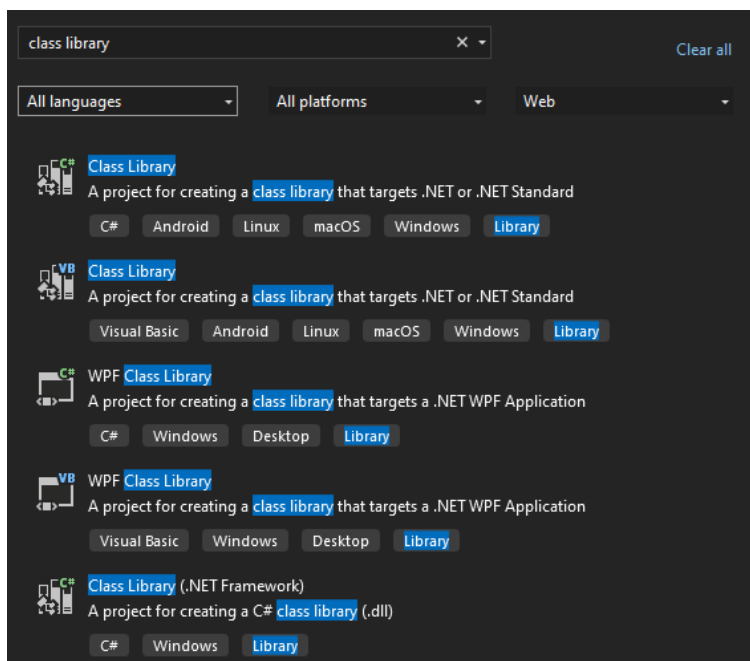 class library
Clear all
All languages All platforms Web
C# Class Library
A project for creating a class library that targets .NET or .NET Standard
C# Android Linux macOS Windows Library
VB Class Library
A project for creating a class library that targets .NET or .NET Standard
Visual Basic Android Linux macOS Windows Library
C# WPF Class Library
A project for creating a class library that targets a .NET WPF Application
C# Windows Desktop Library
VB WPF Class Library
A project for creating a class library that targets a .NET WPF Application
Visual Basic Windows Desktop Library
C# Class Library (.NET Framework)
A project for creating a C# class library (.dll)
C# Windows Library